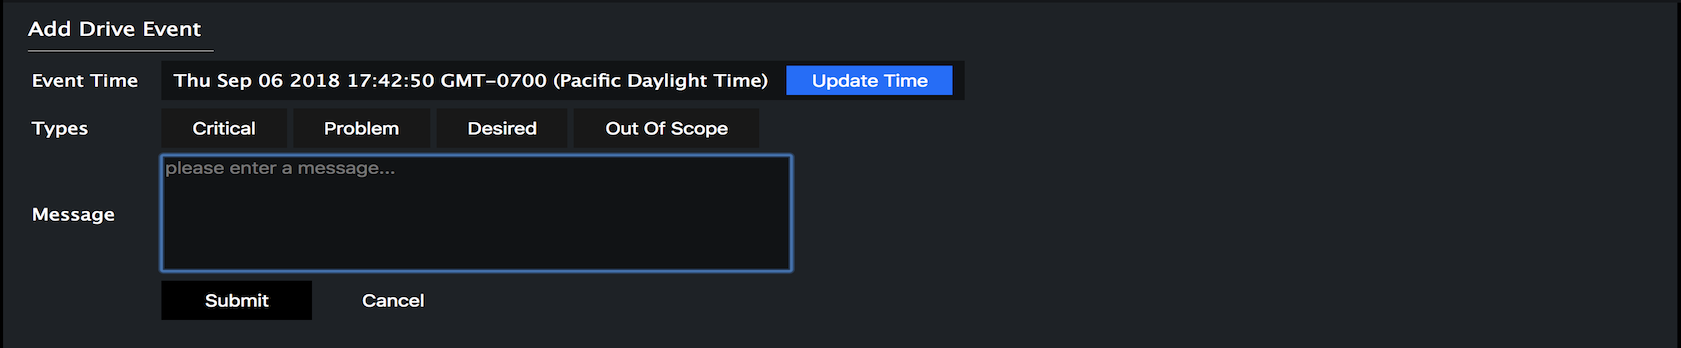 Add Drive Event
Event Time Thu Sep 06 2018 17:42:50 GMT-0700 (Pacific Daylight Time) Update Time
Types Critical Problem Desired Out Of Scope
please enter a message...
Message
Submit Cancel